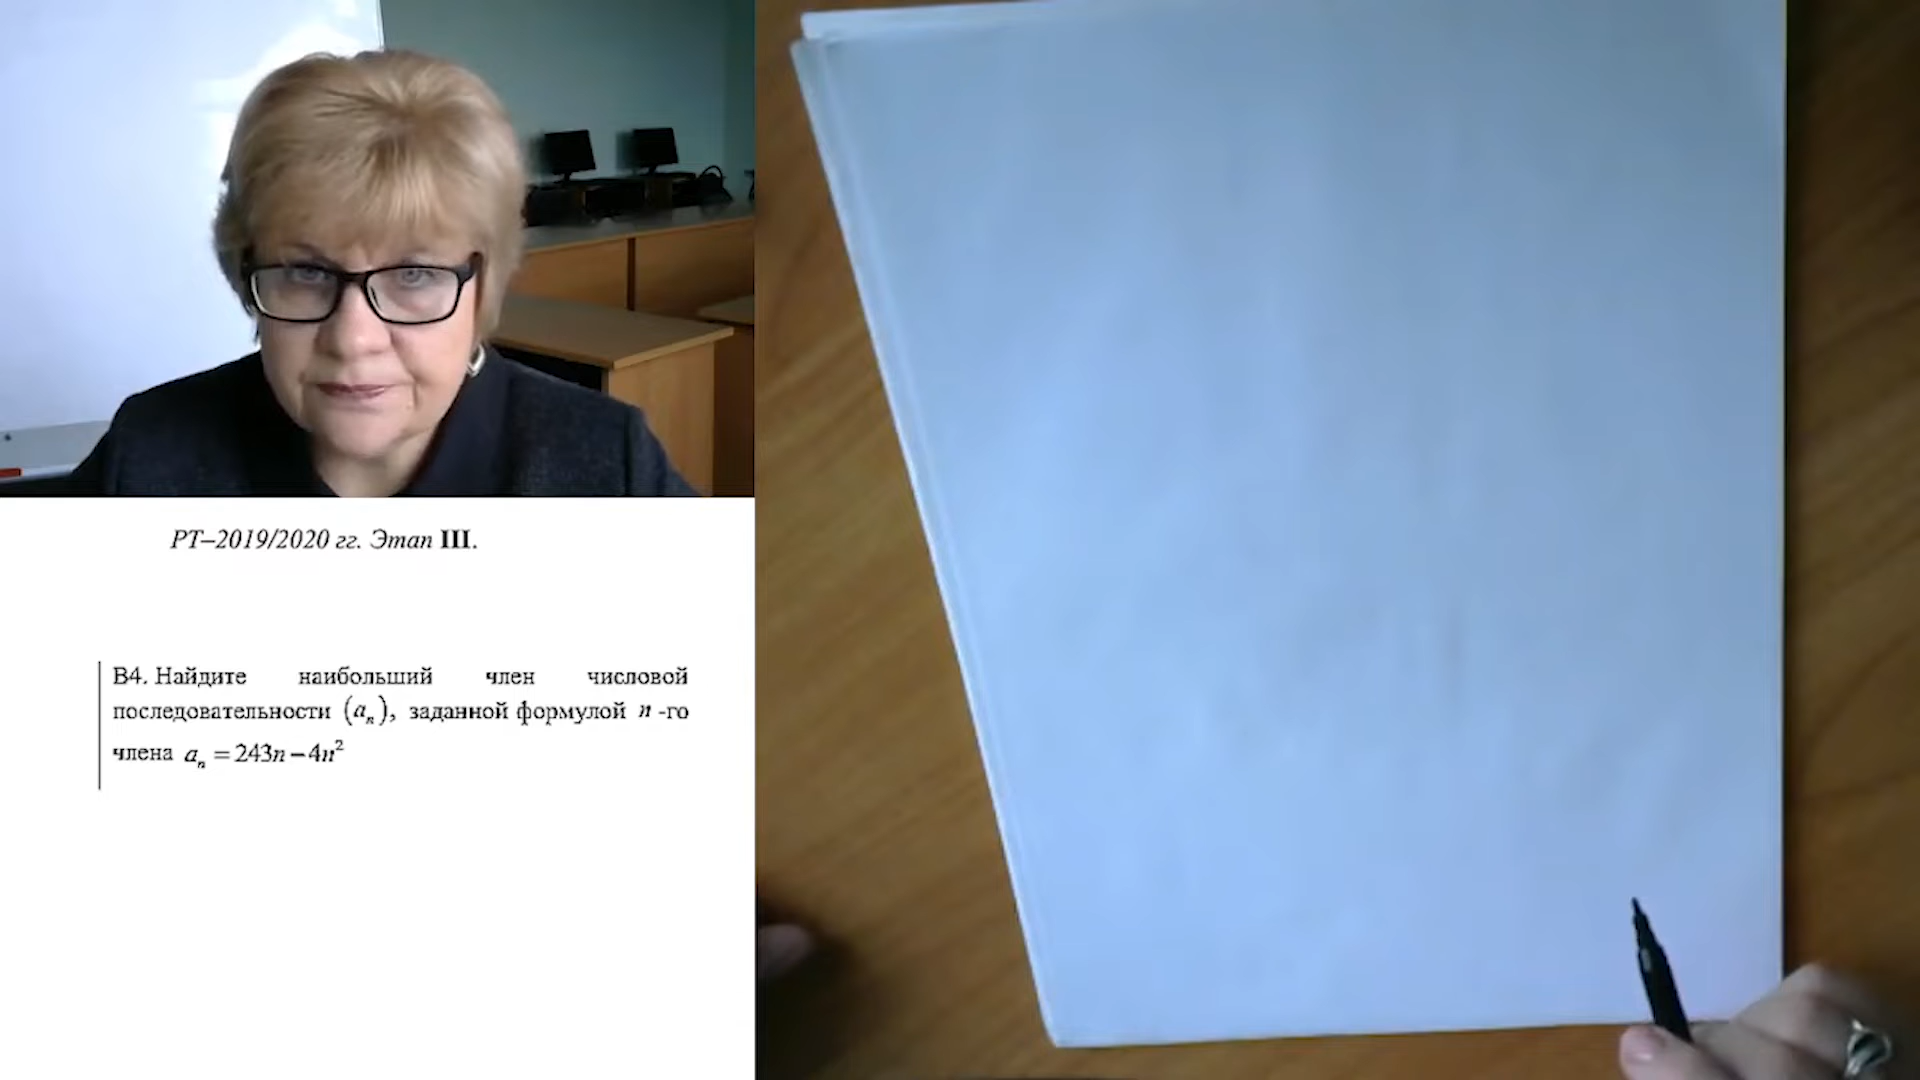 РТ–2019/2020 гг. Этап III.
В4. Найдите наибольший член числовой
последовательности (aₙ), заданной формулой n -го
члена aₙ = 243n – 4n²